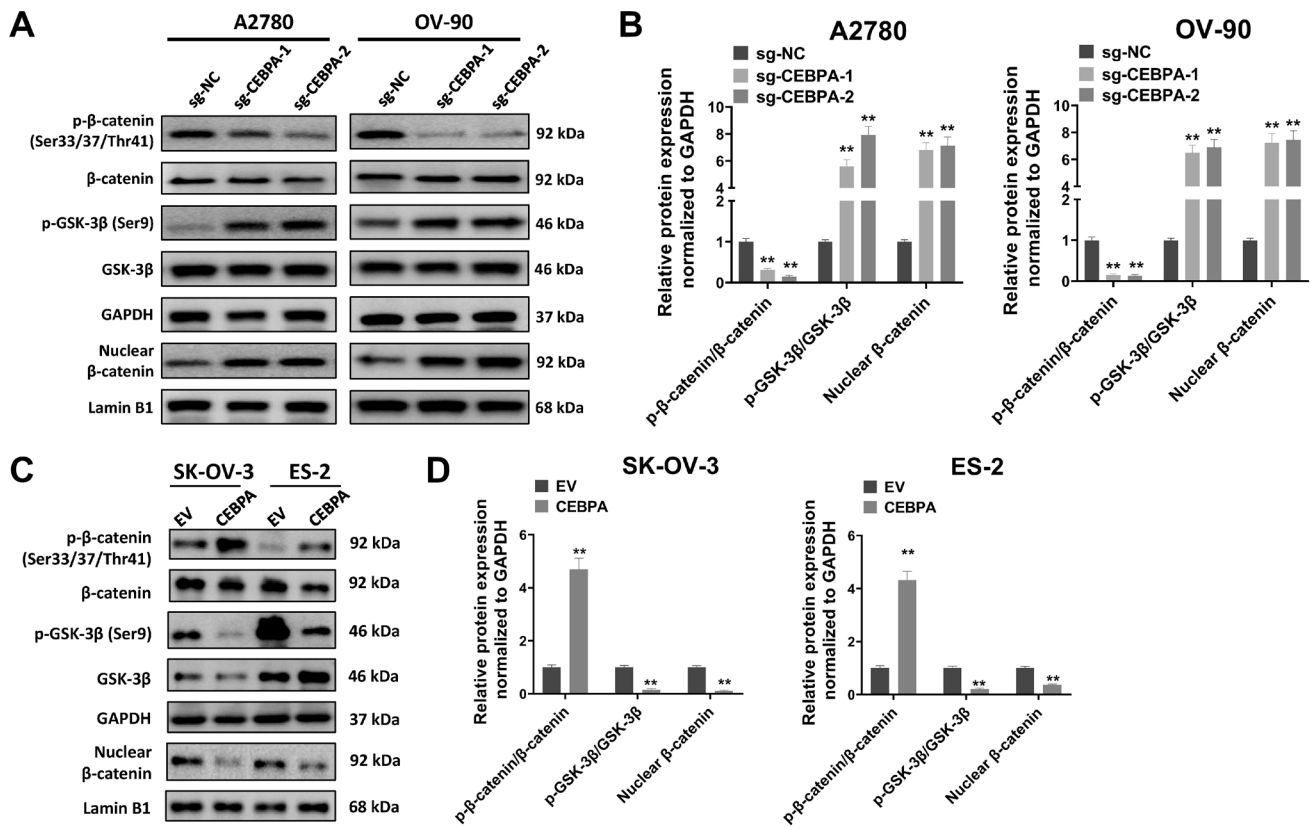 A
A2780
OV-90
sg-NC
sg-CEBPA-1
sg-CEBPA-2
sg-NC
sg-CEBPA-1
sg-CEBPA-2
p-β-catenin
(Ser33/37/Thr41)
92 kDa
β-catenin
92 kDa
p-GSK-3β (Ser9)
46 kDa
GSK-3β
46 kDa
GAPDH
37 kDa
Nuclear
β-catenin
92 kDa
Lamin B1
68 kDa
B
A2780
sg-NC
sg-CEBPA-1
sg-CEBPA-2
Relative protein expression
normalized to GAPDH
10
8
6
4
2
1
0
**
**
**
**
**
**
p-β-catenin/β-catenin
p-GSK-3β/GSK-3β
Nuclear β-catenin
OV-90
sg-NC
sg-CEBPA-1
sg-CEBPA-2
Relative protein expression
normalized to GAPDH
10
8
6
4
2
1
0
**
**
**
**
**
**
p-β-catenin/β-catenin
p-GSK-3β/GSK-3β
Nuclear β-catenin
C
SK-OV-3
ES-2
EV
CEBPA
EV
CEBPA
p-β-catenin
(Ser33/37/Thr41)
92 kDa
β-catenin
92 kDa
p-GSK-3β (Ser9)
46 kDa
GSK-3β
46 kDa
GAPDH
37 kDa
Nuclear
β-catenin
92 kDa
Lamin B1
68 kDa
D
SK-OV-3
EV
CEBPA
Relative protein expression
normalized to GAPDH
6
4
2
0
**
**
**
p-β-catenin/β-catenin
p-GSK-3β/GSK-3β
Nuclear β-catenin
ES-2
EV
CEBPA
Relative protein expression
normalized to GAPDH
6
4
2
0
**
**
**
p-β-catenin/β-catenin
p-GSK-3β/GSK-3β
Nuclear β-catenin